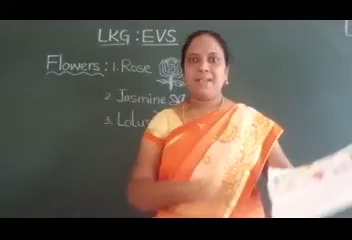 LKG : EVS
Flowers : 1. Rose
2. Jasmine
3. Lotus